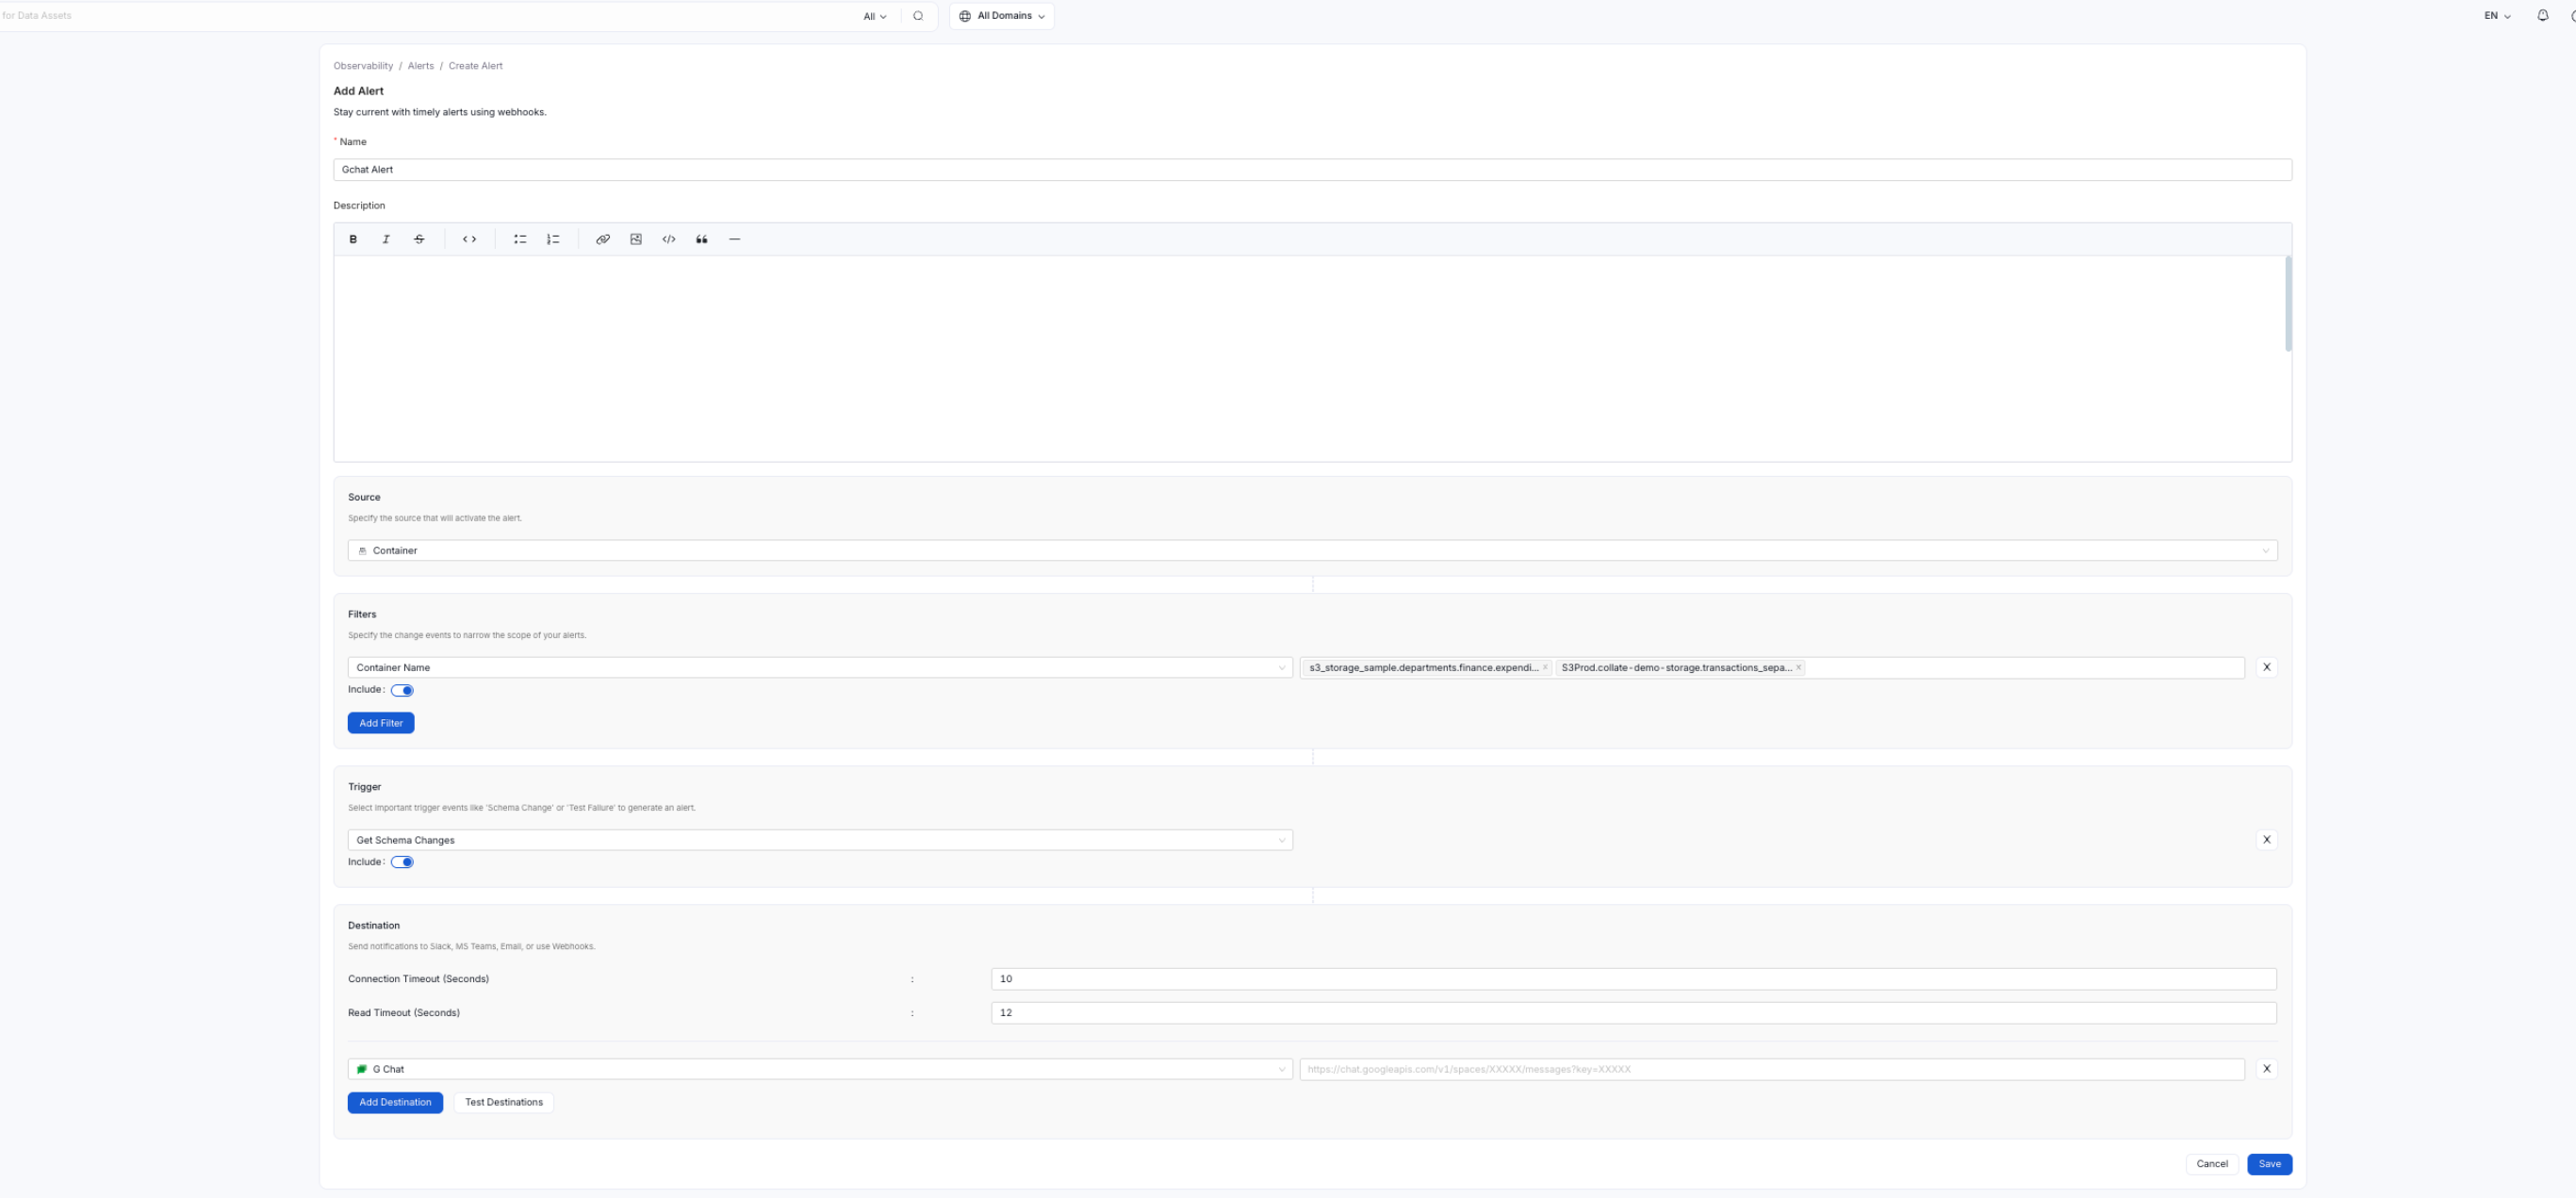 for Data Assets All All Domains EN
Observability / Alerts / Create Alert
Add Alert
Stay current with timely alerts using webhooks.
* Name
Gchat Alert
Description
Source
Specify the source that will activate the alert.
Container
Filters
Specify the change events to narrow the scope of your alerts.
Container Name s3_storage_sample.departments.finance.expendi... × S3Prod.collate-demo-storage.transactions_sepa... × X
Include :
Add Filter
Trigger
Select important trigger events like 'Schema Change' or 'Test Failure' to generate an alert.
Get Schema Changes X
Include :
Destination
Send notifications to Slack, MS Teams, Email, or use Webhooks.
Connection Timeout (Seconds) : 10
Read Timeout (Seconds) : 12
G Chat https://chat.googleapis.com/v1/spaces/XXXXX/messages?key=XXXXX X
Add Destination Test Destinations
Cancel Save